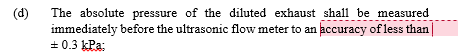 (d) The absolute pressure of the diluted exhaust shall be measured
immediately before the ultrasonic flow meter to an accuracy of less than
± 0.3 kPa;